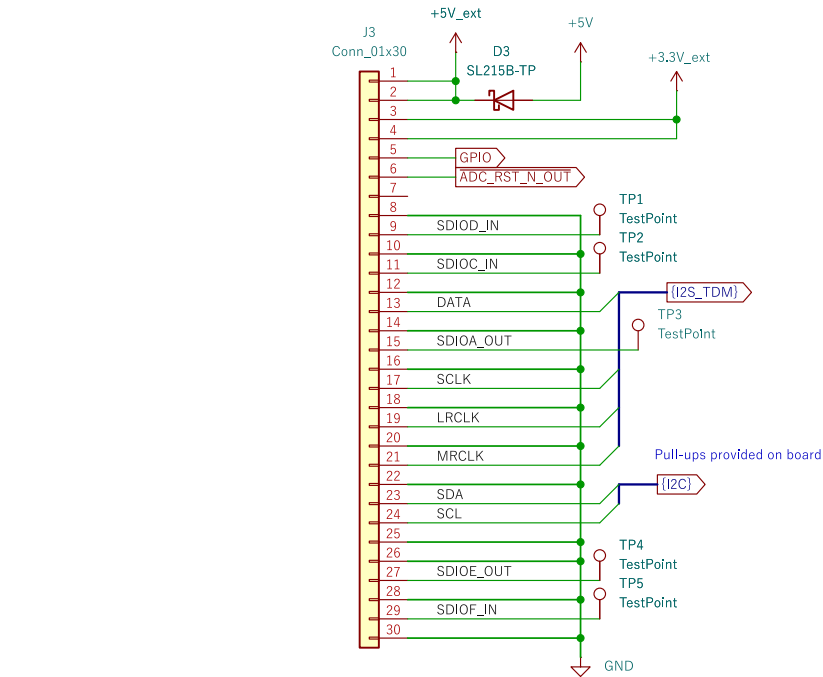 +5V_ext
J3
Conn_01x30
D3
SL215B-TP
+5V
+3.3V_ext
1
2
3
4
5
GPIO
6
ADC_RST_N_OUT
7
8
TP1
TestPoint
9
SDIOD_IN
TP2
TestPoint
10
11
SDIOC_IN
12
{I2S_TDM}
13
DATA
TP3
TestPoint
14
15
SDIOA_OUT
16
17
SCLK
18
19
LRCLK
20
21
MRCLK
Pull-ups provided on board
22
{I2C}
23
SDA
24
SCL
25
TP4
TestPoint
26
27
SDIOE_OUT
TP5
TestPoint
28
29
SDIOF_IN
30
GND